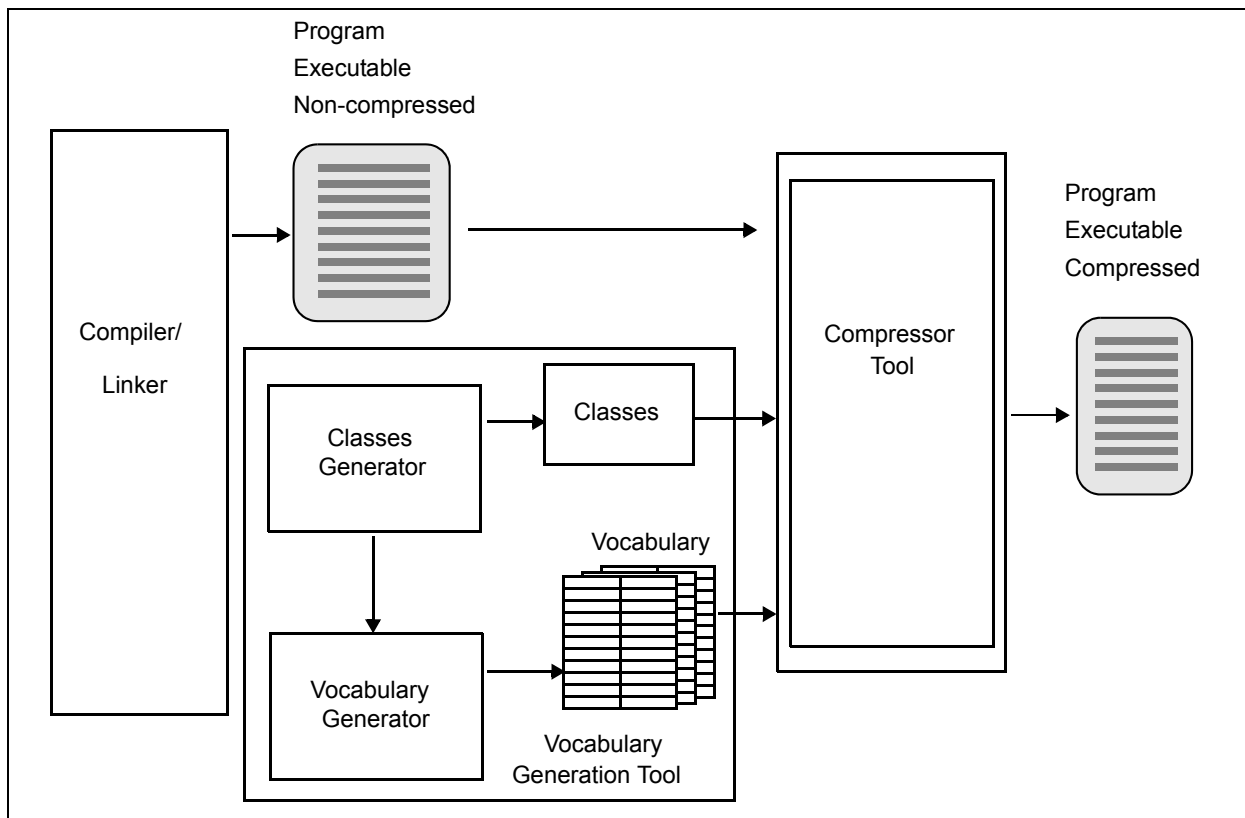 Program
Executable
Non-compressed
Program
Executable
Compressed
Compiler/
Linker
Compressor
Tool
Classes
Classes
Generator
Vocabulary
Vocabulary
Generator
Vocabulary
Generation Tool